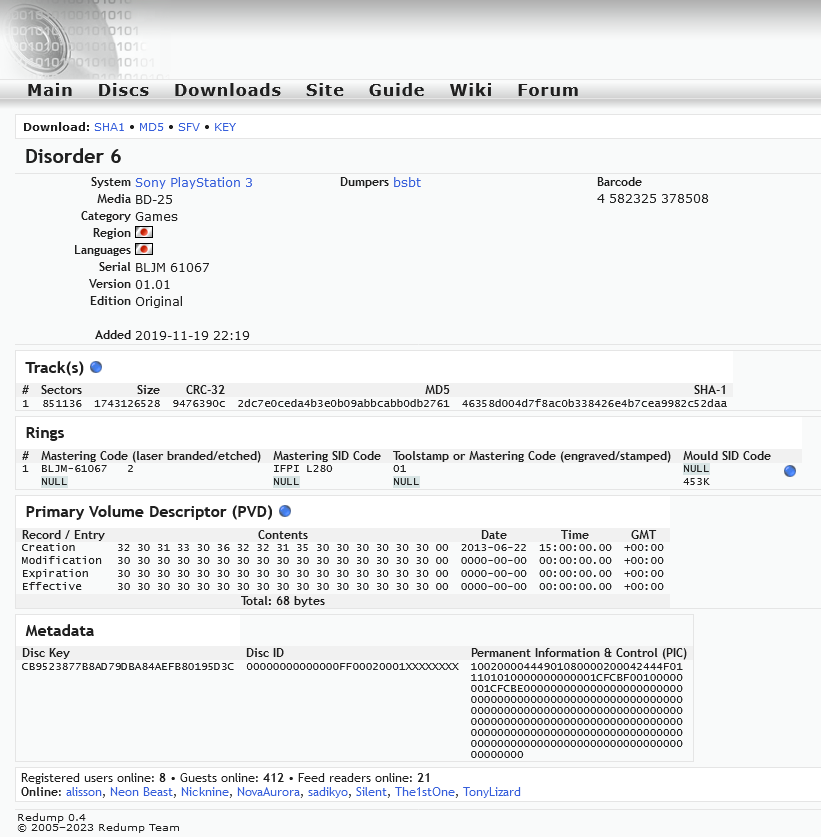 Main Discs Downloads Site Guide Wiki Forum
Download: SHA1 • MD5 • SFV • KEY
Disorder 6
System Sony PlayStation 3 Dumpers bsbt Barcode
Media BD-25 4 582325 378508
Category Games
Region
Languages
Serial BLJM 61067
Version 01.01
Edition Original
Added 2019-11-19 22:19
Track(s)
# Sectors Size CRC-32 MD5 SHA-1
1 851136 1743126528 9476390c 2dc7e0ceda4b3e0b09abbcabb0db2761 46358d004d7f8ac0b338426e4b7cea9982c52daa
Rings
# Mastering Code (laser branded/etched) Mastering SID Code Toolstamp or Mastering Code (engraved/stamped) Mould SID Code
1 BLJM-61067 2 IFPI L280 01 NULL
NULL NULL NULL 453K
Primary Volume Descriptor (PVD)
Record / Entry Contents Date Time GMT
Creation 32 30 31 33 30 36 32 32 31 35 30 30 30 30 30 30 00 2013-06-22 15:00:00.00 +00:00
Modification 30 30 30 30 30 30 30 30 30 30 30 30 30 30 30 30 00 0000-00-00 00:00:00.00 +00:00
Expiration 30 30 30 30 30 30 30 30 30 30 30 30 30 30 30 30 00 0000-00-00 00:00:00.00 +00:00
Effective 30 30 30 30 30 30 30 30 30 30 30 30 30 30 30 30 00 0000-00-00 00:00:00.00 +00:00
Total: 68 bytes
Metadata
Disc Key Disc ID Permanent Information & Control (PIC)
CB9523877B8AD79DBA84AEFB80195D3C 00000000000000FF00020001XXXXXXXX 10020000444901080000200042444F01
1101010000000000001CFCBF00100000
001CFCBE000000000000000000000000
00000000000000000000000000000000
00000000000000000000000000000000
00000000000000000000000000000000
00000000000000000000000000000000
00000000000000000000000000000000
00000000
Registered users online: 8 • Guests online: 412 • Feed readers online: 21
Online: alisson, Neon Beast, Nicknine, NovaAurora, sadikyo, Silent, The1stOne, TonyLizard
Redump 0.4
© 2005–2023 Redump Team